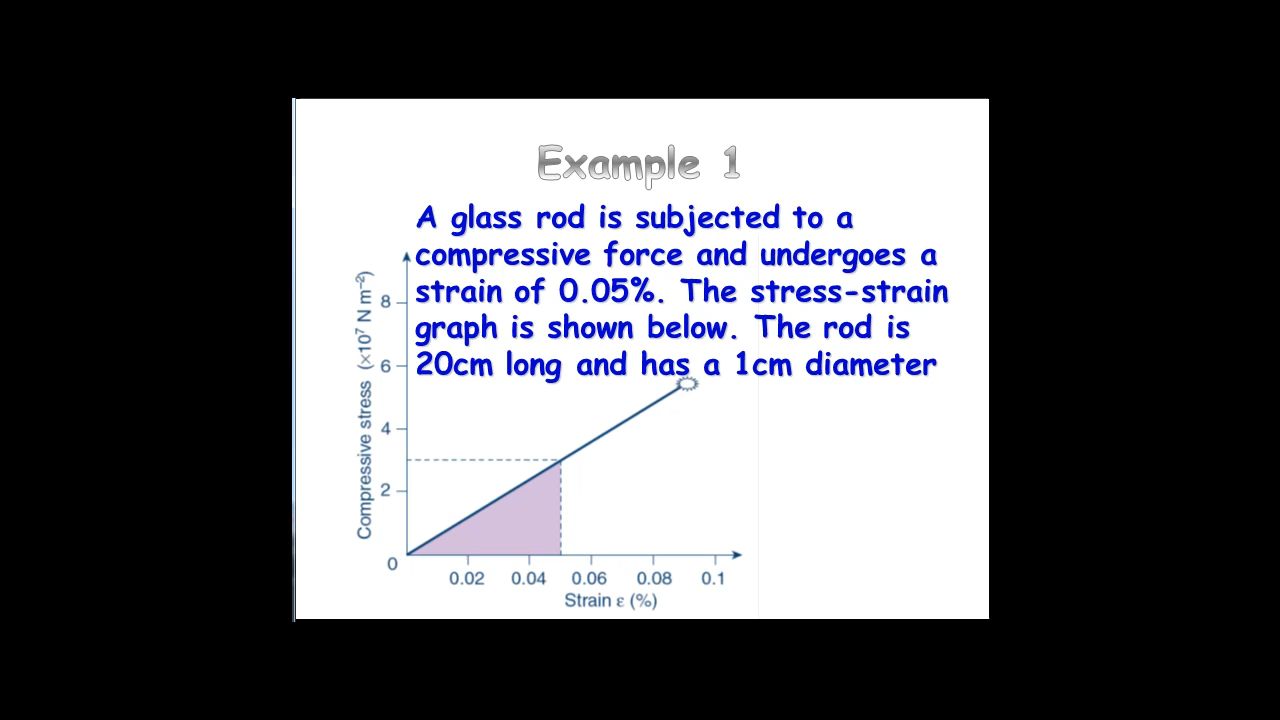 Example 1
A glass rod is subjected to a
compressive force and undergoes a
strain of 0.05%. The stress-strain
graph is shown below. The rod is
20cm long and has a 1cm diameter
Compressive stress (×10⁷ N m⁻²)
8
6
4
2
0
0.02 0.04 0.06 0.08 0.1
Strain ε (%)